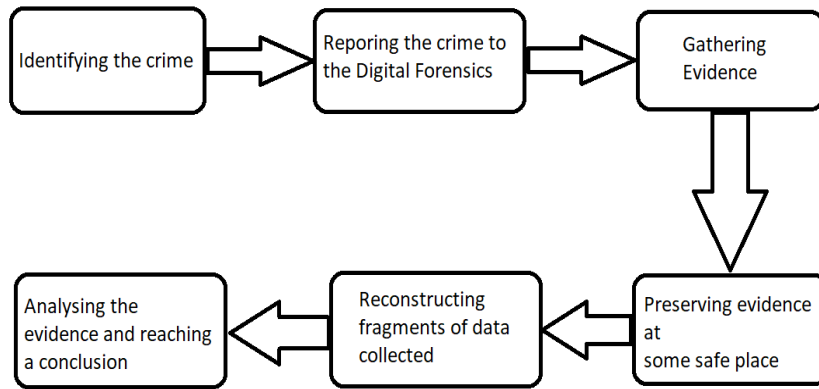 Identifying the crime
Reporing the crime to
the Digital Forensics
Gathering
Evidence
Preserving evidence
at
some safe place
Reconstructing
fragments of data
collected
Analysing the
evidence and reaching
a conclusion